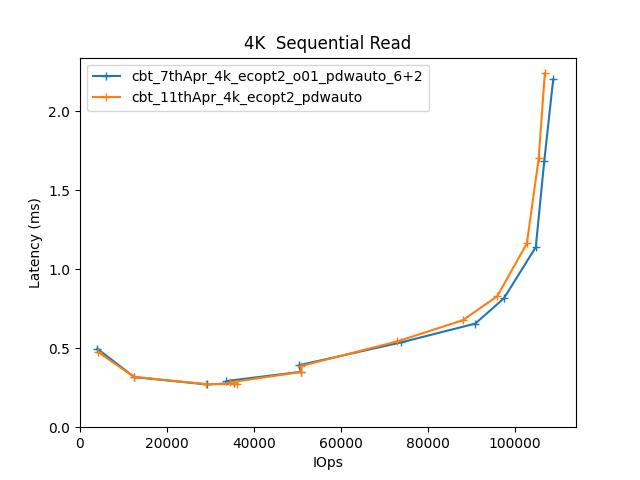 4K  Sequential Read
cbt_7thApr_4k_ecopt2_o01_pdwauto_6+2
cbt_11thApr_4k_ecopt2_pdwauto
Latency (ms)
2.0
1.5
1.0
0.5
0.0
0 20000 40000 60000 80000 100000
IOps